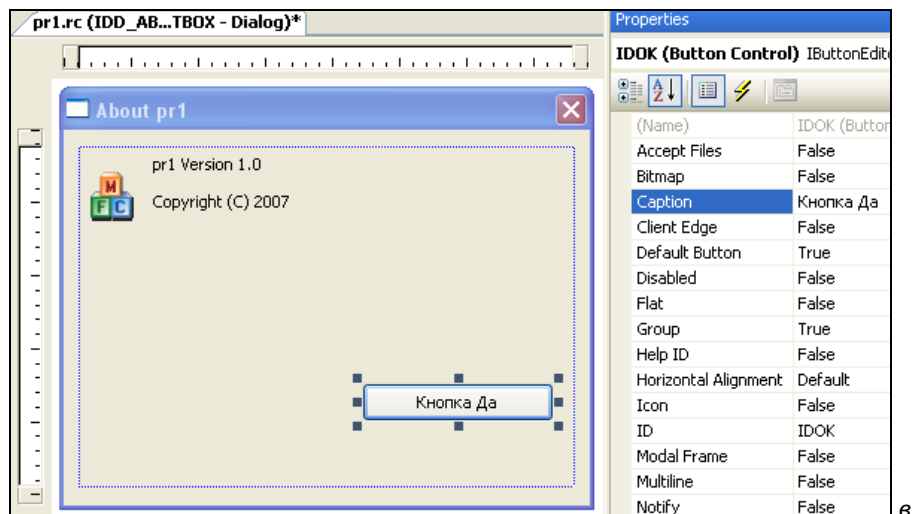 pr1.rc (IDD_AB...TBOX - Dialog)*
About pr1
pr1 Version 1.0
MFC
Copyright (C) 2007
Кнопка Да
Properties
IDOK (Button Control) IButtonEdit
(Name) IDOK (Button
Accept Files False
Bitmap False
Caption Кнопка Да
Client Edge False
Default Button True
Disabled False
Flat False
Group True
Help ID False
Horizontal Alignment Default
Icon False
ID IDOK
Modal Frame False
Multiline False
Notify False
в